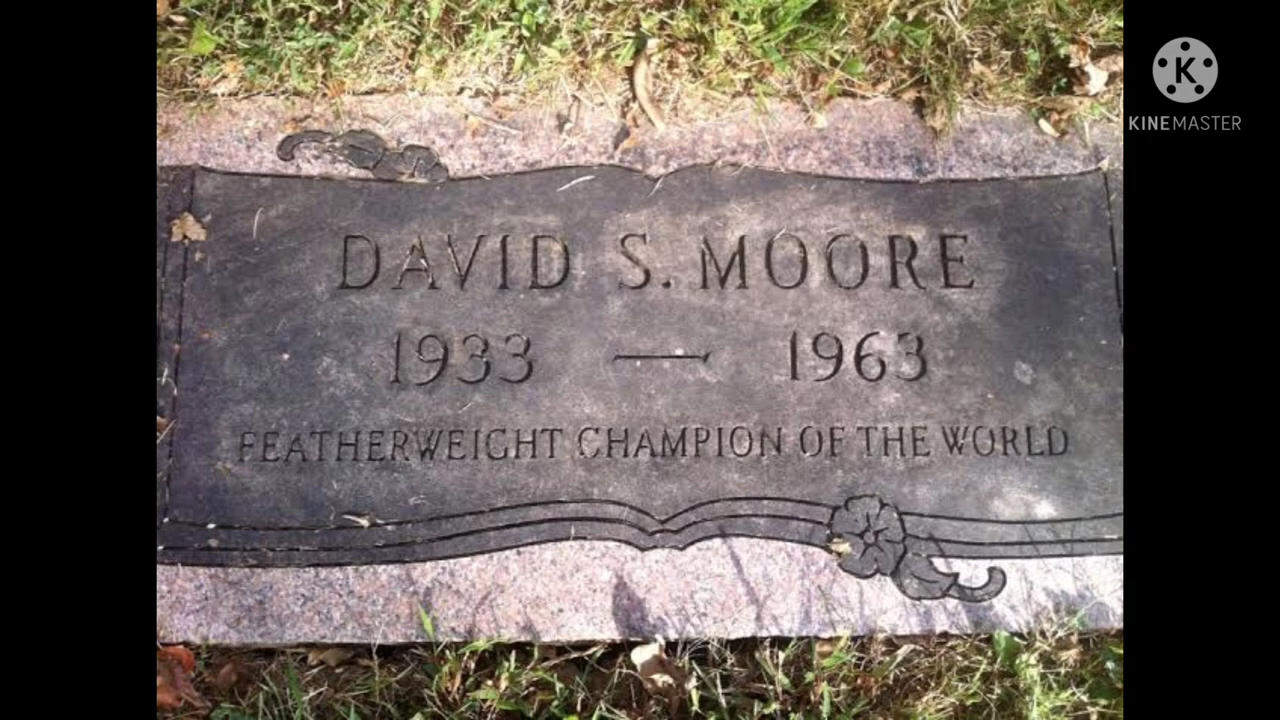 K
KINEMASTER
DAVID S. MOORE
1933 — 1963
FEATHERWEIGHT CHAMPION OF THE WORLD